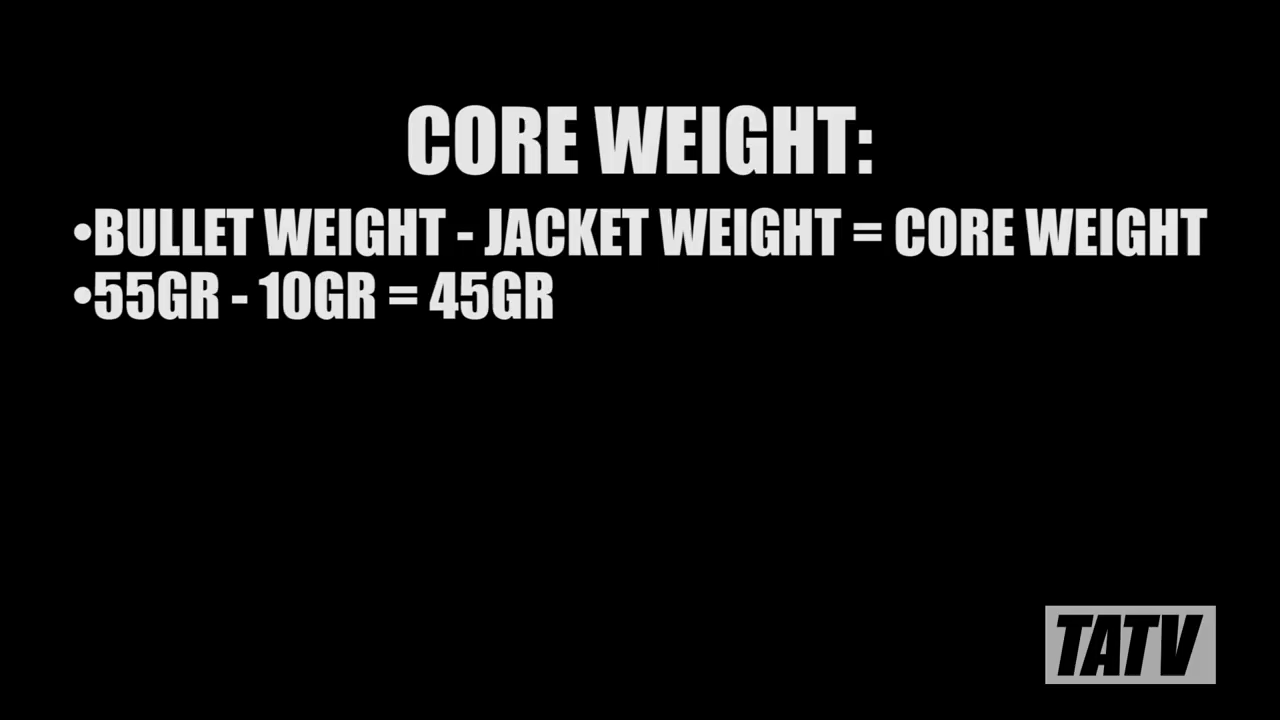 CORE WEIGHT:
•BULLET WEIGHT - JACKET WEIGHT = CORE WEIGHT
•55GR - 10GR = 45GR
TATV